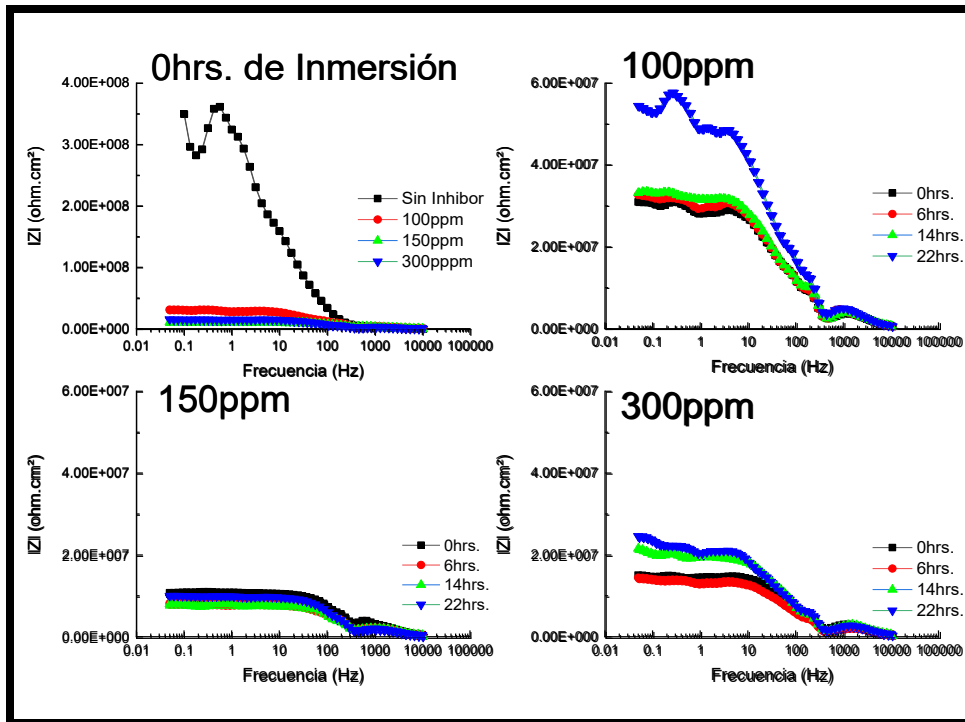 0hrs. de Inmersión
4.00E+008
3.00E+008
2.00E+008
1.00E+008
0.00E+000
IZI (ohm.cm²)
Sin Inhibor
100ppm
150ppm
300pppm
0.01 0.1 1 10 100 1000 10000 100000
Frecuencia (Hz)
100ppm
6.00E+007
4.00E+007
2.00E+007
0.00E+000
IZI (ohm.cm²)
0hrs.
6hrs.
14hrs.
22hrs.
0.01 0.1 1 10 100 1000 10000 100000
Frecuencia (Hz)
150ppm
6.00E+007
4.00E+007
2.00E+007
0.00E+000
IZI (ohm.cm²)
0hrs.
6hrs.
14hrs.
22hrs.
0.01 0.1 1 10 100 1000 10000 100000
Frecuencia (Hz)
300ppm
6.00E+007
4.00E+007
2.00E+007
0.00E+000
IZI (ohm.cm²)
0hrs.
6hrs.
14hrs.
22hrs.
0.01 0.1 1 10 100 1000 10000 100000
Frecuencia (Hz)